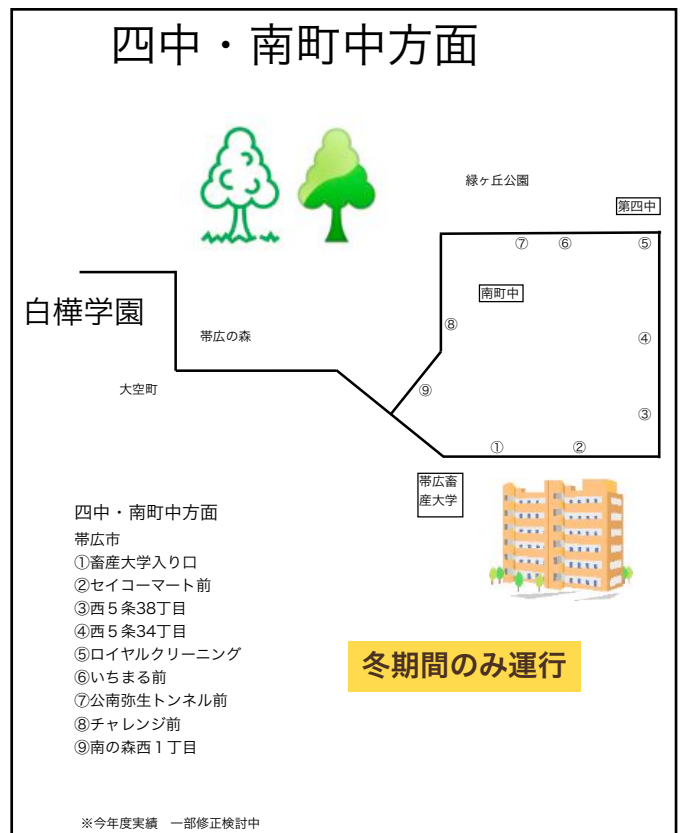 四中・南町中方面
緑ヶ丘公園
第四中
⑦
⑥
⑤
南町中
白樺学園
⑧
帯広の森
④
大空町
⑨
③
①
②
帯広畜
産大学
四中・南町中方面
帯広市
①畜産大学入り口
②セイコーマート前
③西５条38丁目
④西５条34丁目
⑤ロイヤルクリーニング
⑥いちまる前
⑦公南弥生トンネル前
⑧チャレンジ前
⑨南の森西１丁目
冬期間のみ運行
※今年度実績　一部修正検討中